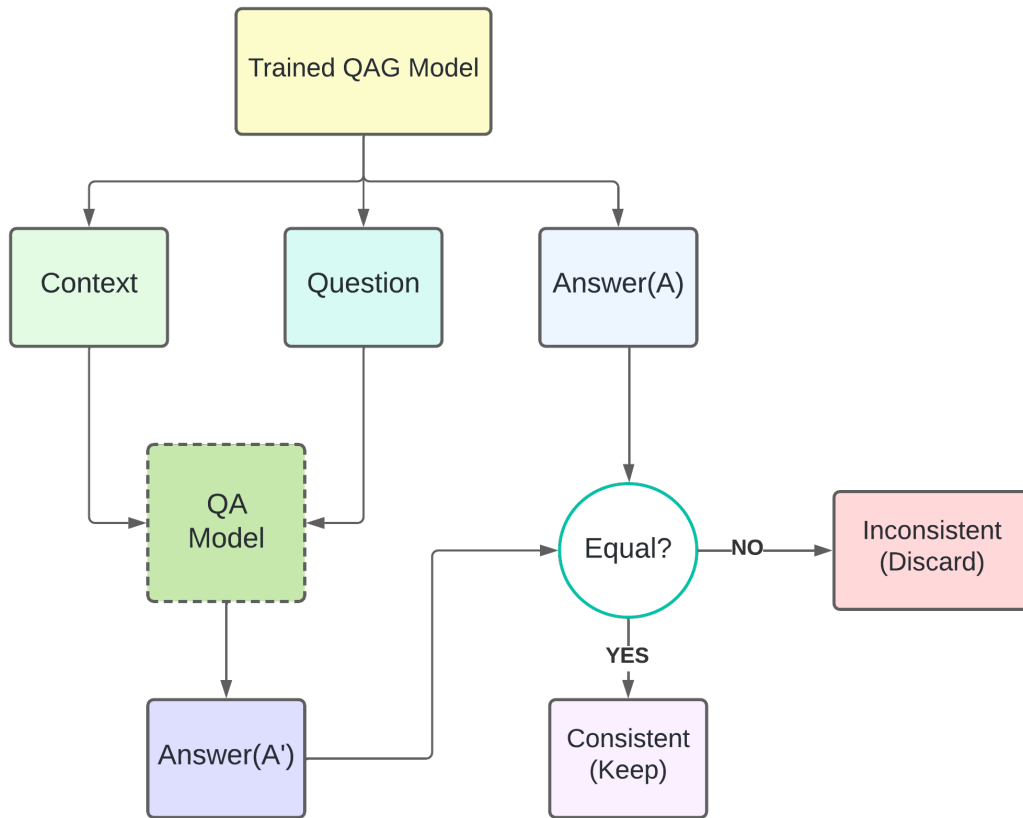 Trained QAG Model
Context
Question
Answer(A)
QA
Model
Equal?
NO
Inconsistent
(Discard)
YES
Answer(A')
Consistent
(Keep)